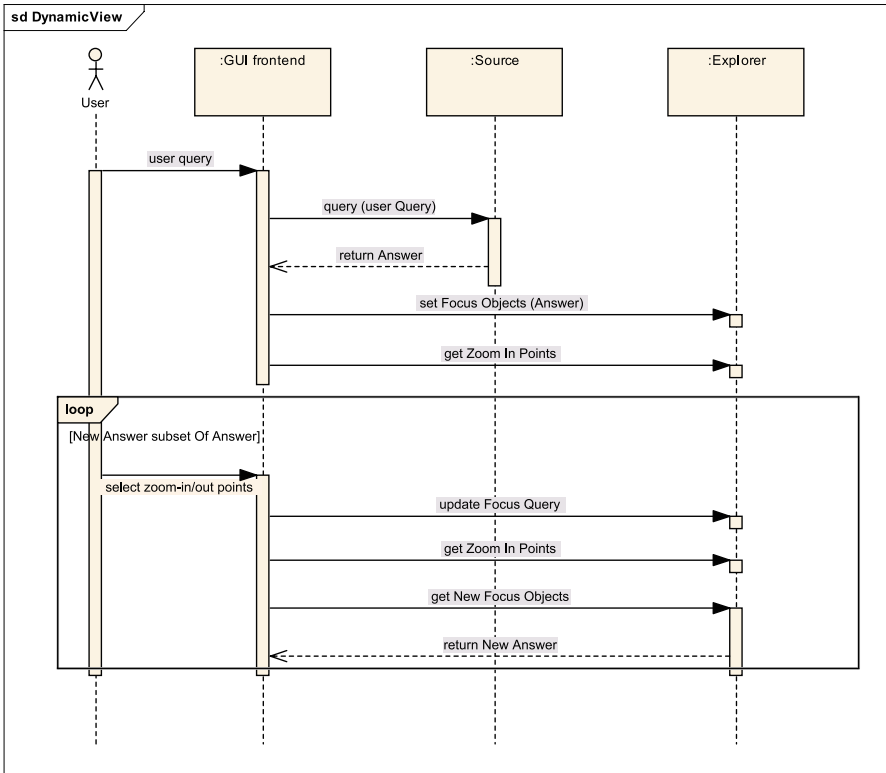 sd DynamicView
:GUI frontend
:Source
:Explorer
User
user query
query (user Query)
return Answer
set Focus Objects (Answer)
get Zoom In Points
loop
[New Answer subset Of Answer]
select zoom-in/out points
update Focus Query
get Zoom In Points
get New Focus Objects
return New Answer